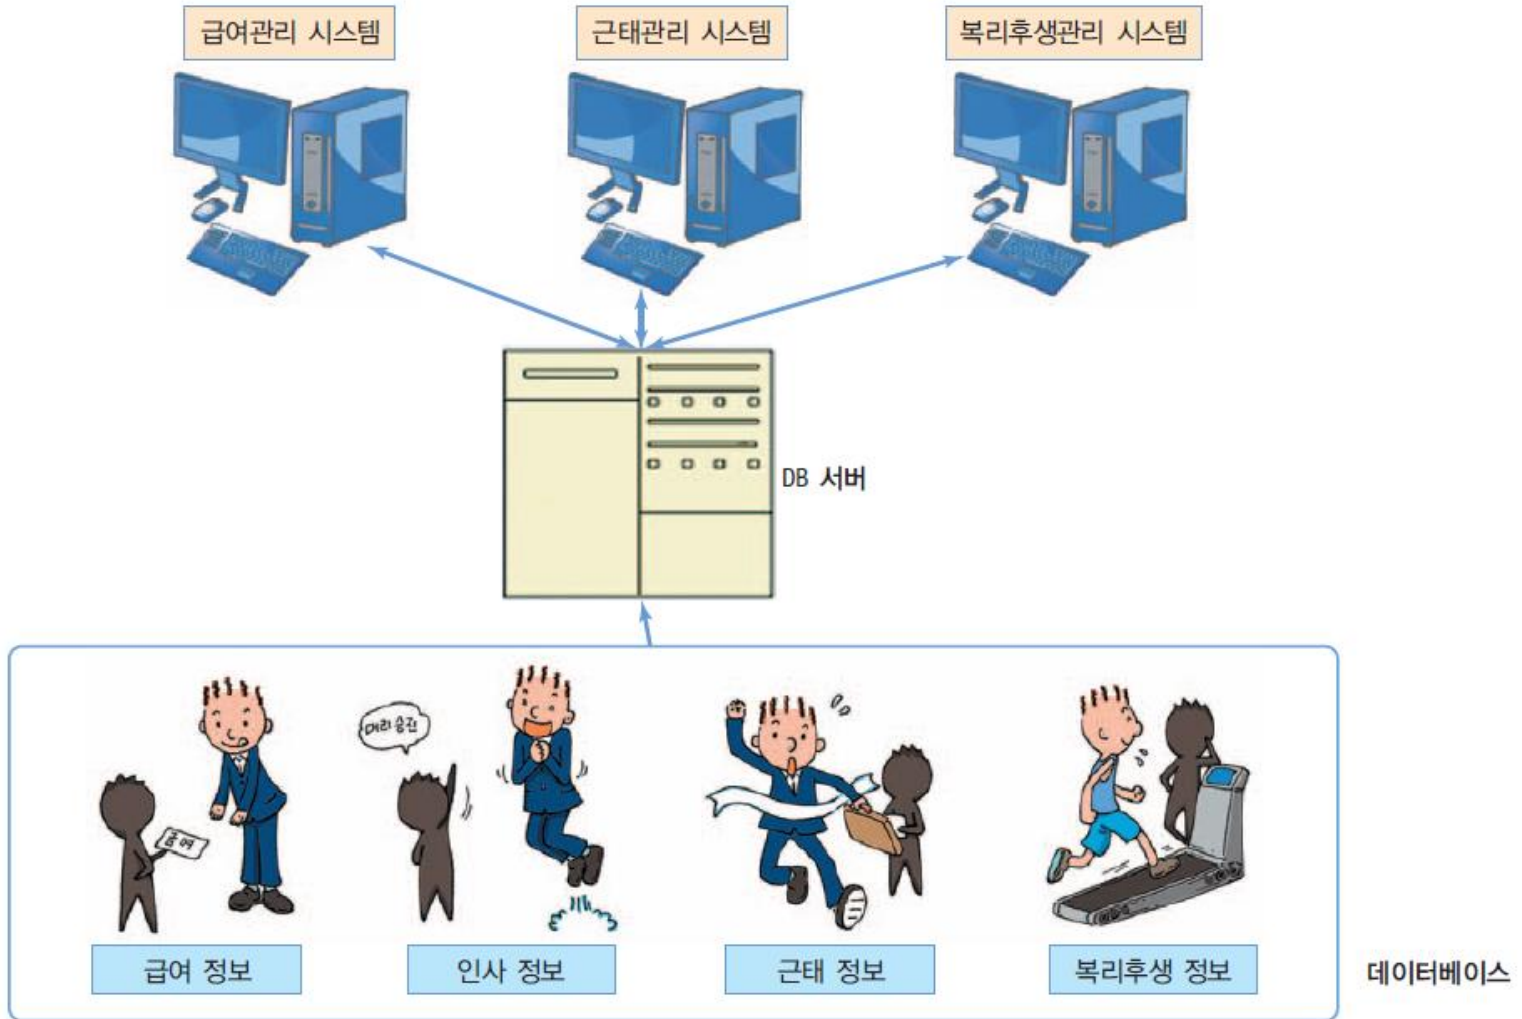 급여관리 시스템
근태관리 시스템
복리후생관리 시스템
DB 서버
대리 승진
급여
급여 정보
인사 정보
근태 정보
복리후생 정보
데이터베이스